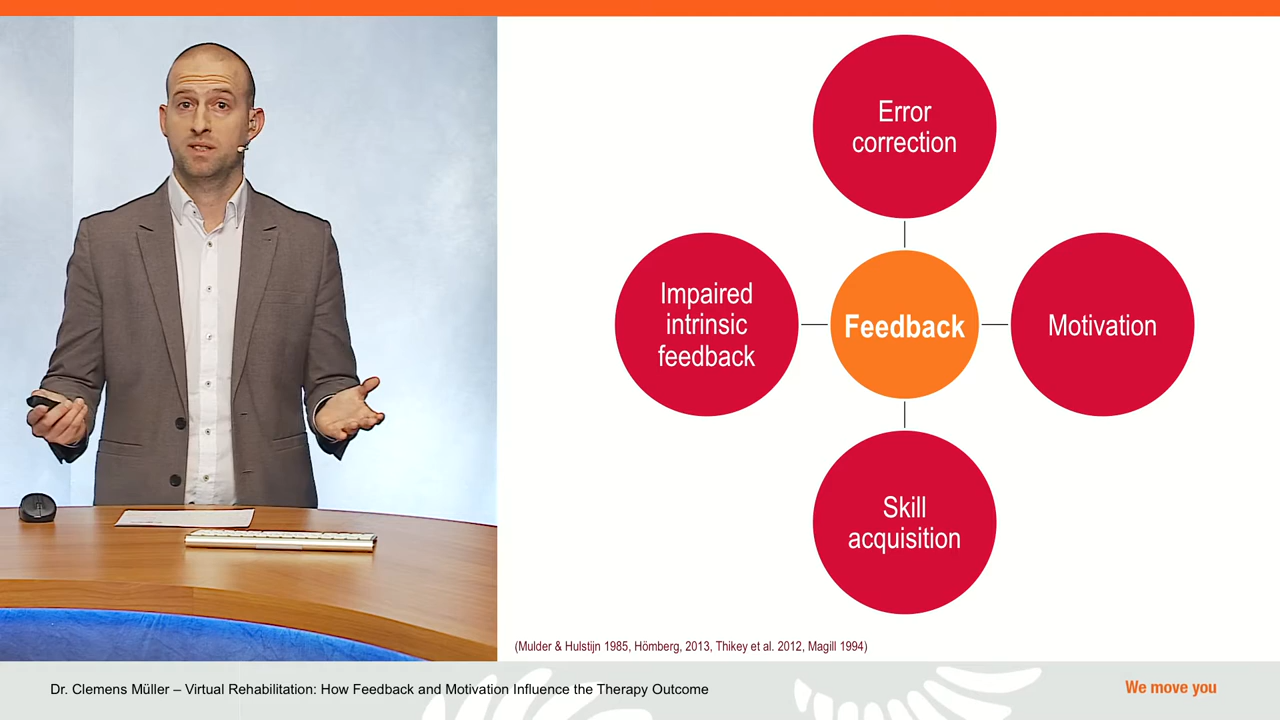 Error
correction
Impaired
intrinsic
feedback
Feedback
Motivation
Skill
acquisition
(Mulder & Hulstijn 1985, Hömberg, 2013, Thikey et al. 2012, Magill 1994)
Dr. Clemens Müller – Virtual Rehabilitation: How Feedback and Motivation Influence the Therapy Outcome
We move you